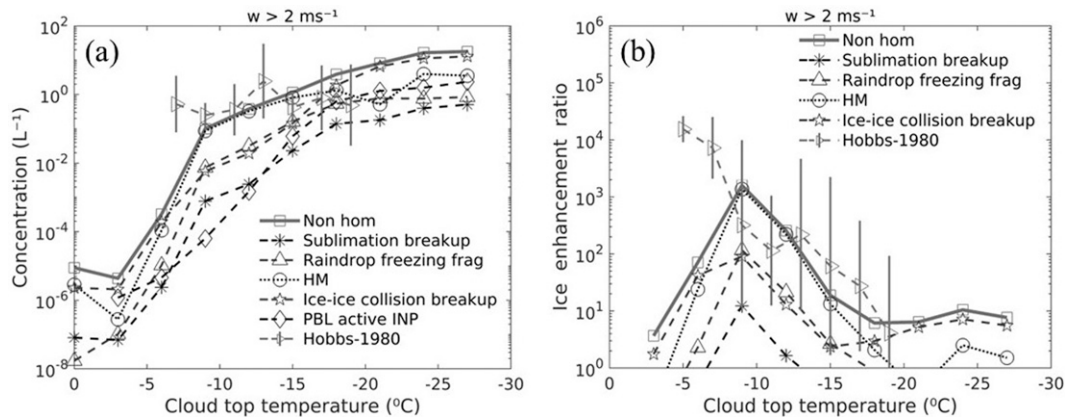 w > 2 ms⁻¹
(a)
Concentration (L⁻¹)
10²
10⁰
10⁻²
10⁻⁴
10⁻⁶
10⁻⁸
Non hom
Sublimation breakup
Raindrop freezing frag
HM
Ice-ice collision breakup
PBL active INP
Hobbs-1980
0 -5 -10 -15 -20 -25 -30
Cloud top temperature (⁰C)
w > 2 ms⁻¹
(b)
Ice enhancement ratio
10⁶
10⁵
10⁴
10³
10²
10¹
10⁰
Non hom
Sublimation breakup
Raindrop freezing frag
HM
Ice-ice collision breakup
Hobbs-1980
0 -5 -10 -15 -20 -25 -30
Cloud top temperature (⁰C)